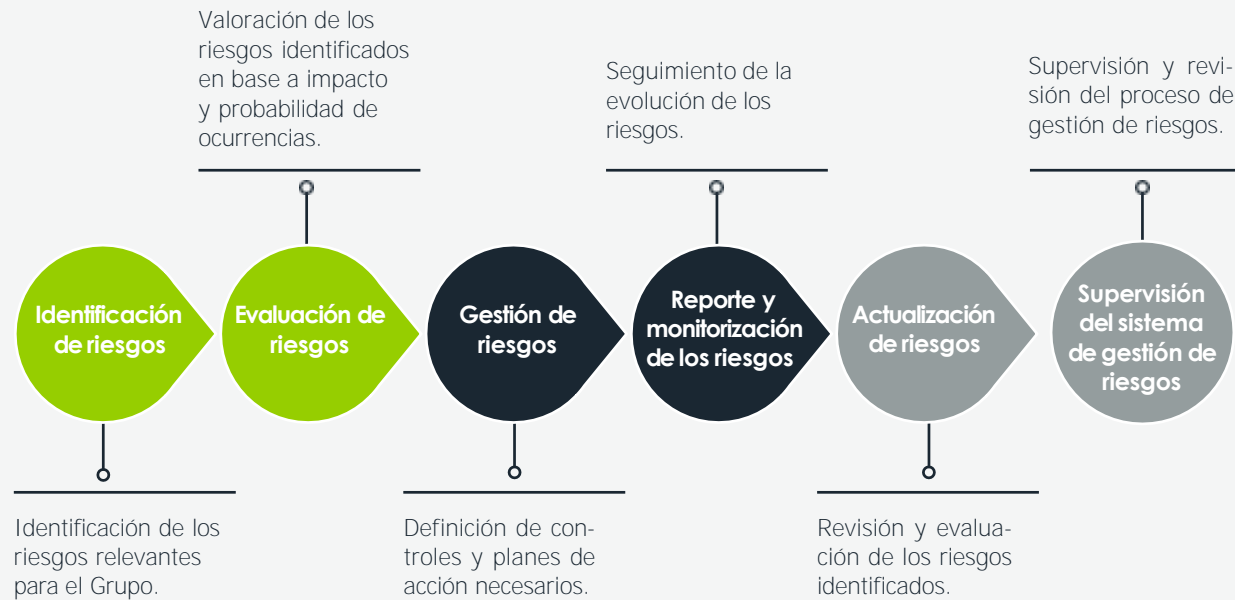 Valoración de los
riesgos identificados
en base a impacto
y probabilidad de
ocurrencias.
Seguimiento de la
evolución de los
riesgos.
Supervisión y revi-
sión del proceso de
gestión de riesgos.
Identificación
de riesgos
Evaluación de
riesgos
Gestión de
riesgos
Reporte y
monitorización
de los riesgos
Actualización
de riesgos
Supervisión
del sistema
de gestión de
riesgos
Identificación de los
riesgos relevantes
para el Grupo.
Definición de con-
troles y planes de
acción necesarios.
Revisión y evalua-
ción de los riesgos
identificados.